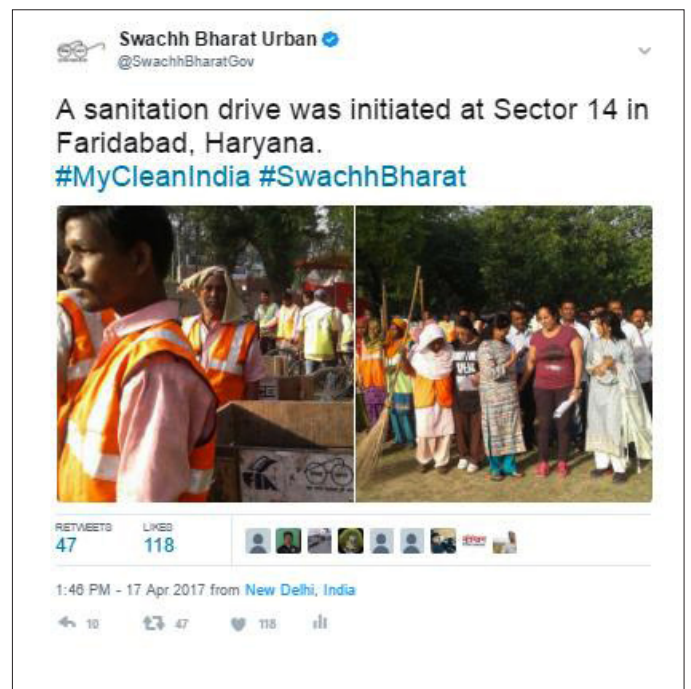 Swachh Bharat Urban
@SwachhBharatGov
A sanitation drive was initiated at Sector 14 in
Faridabad, Haryana.
#MyCleanIndia #SwachhBharat
RETWEETS LIKES
47 118
1:46 PM - 17 Apr 2017 from New Delhi, India
10 47 118